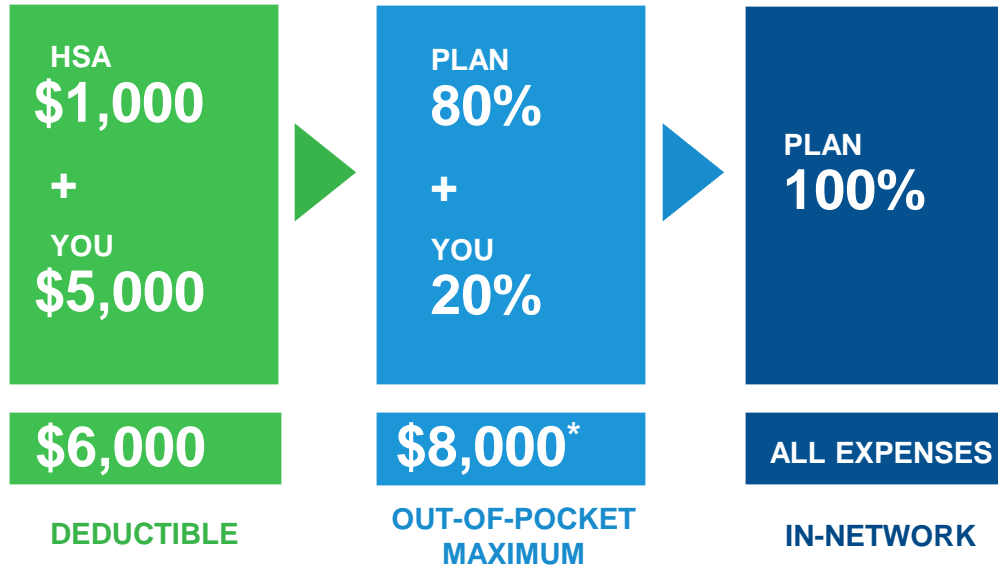 HSA
$1,000
+
YOU
$5,000
$6,000
DEDUCTIBLE
PLAN
80%
+
YOU
20%
$8,000*
OUT-OF-POCKET
MAXIMUM
PLAN
100%
ALL EXPENSES
IN-NETWORK